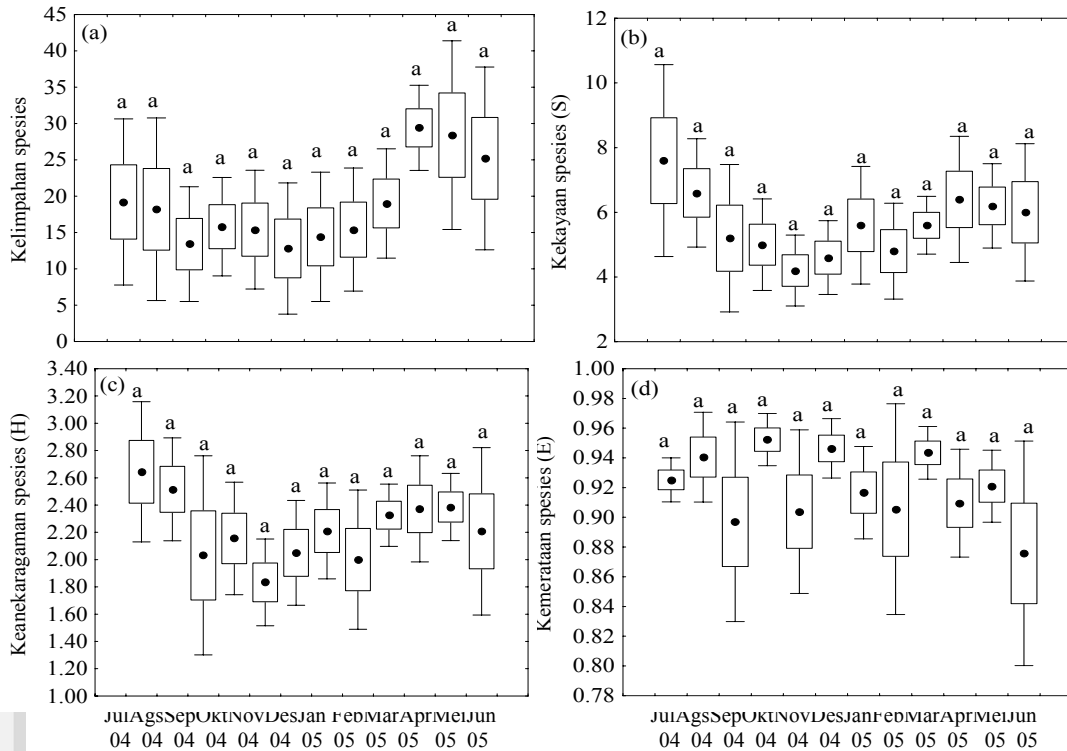 (a)
Kelimpahan spesies
45
40
35
30
25
20
15
10
5
0
a a a a a a a a a a a a
(b)
Kekayaan spesies (S)
12
10
8
6
4
2
a a a a a a a a a a a a
(c)
Keanekaragaman spesies (H)
3.40
3.20
3.00
2.80
2.60
2.40
2.20
2.00
1.80
1.60
1.40
1.20
1.00
a a a a a a a a a a a a
Jul Ags Sep Okt Nov Des Jan Feb Mar Apr Mei Jun
04 04 04 04 04 04 05 05 05 05 05 05
(d)
Kemerataan spesies (E)
1.00
0.98
0.96
0.94
0.92
0.90
0.88
0.86
0.84
0.82
0.80
0.78
a a a a a a a a a a a a
Jul Ags Sep Okt Nov Des Jan Feb Mar Apr Mei Jun
04 04 04 04 04 04 05 05 05 05 05 05